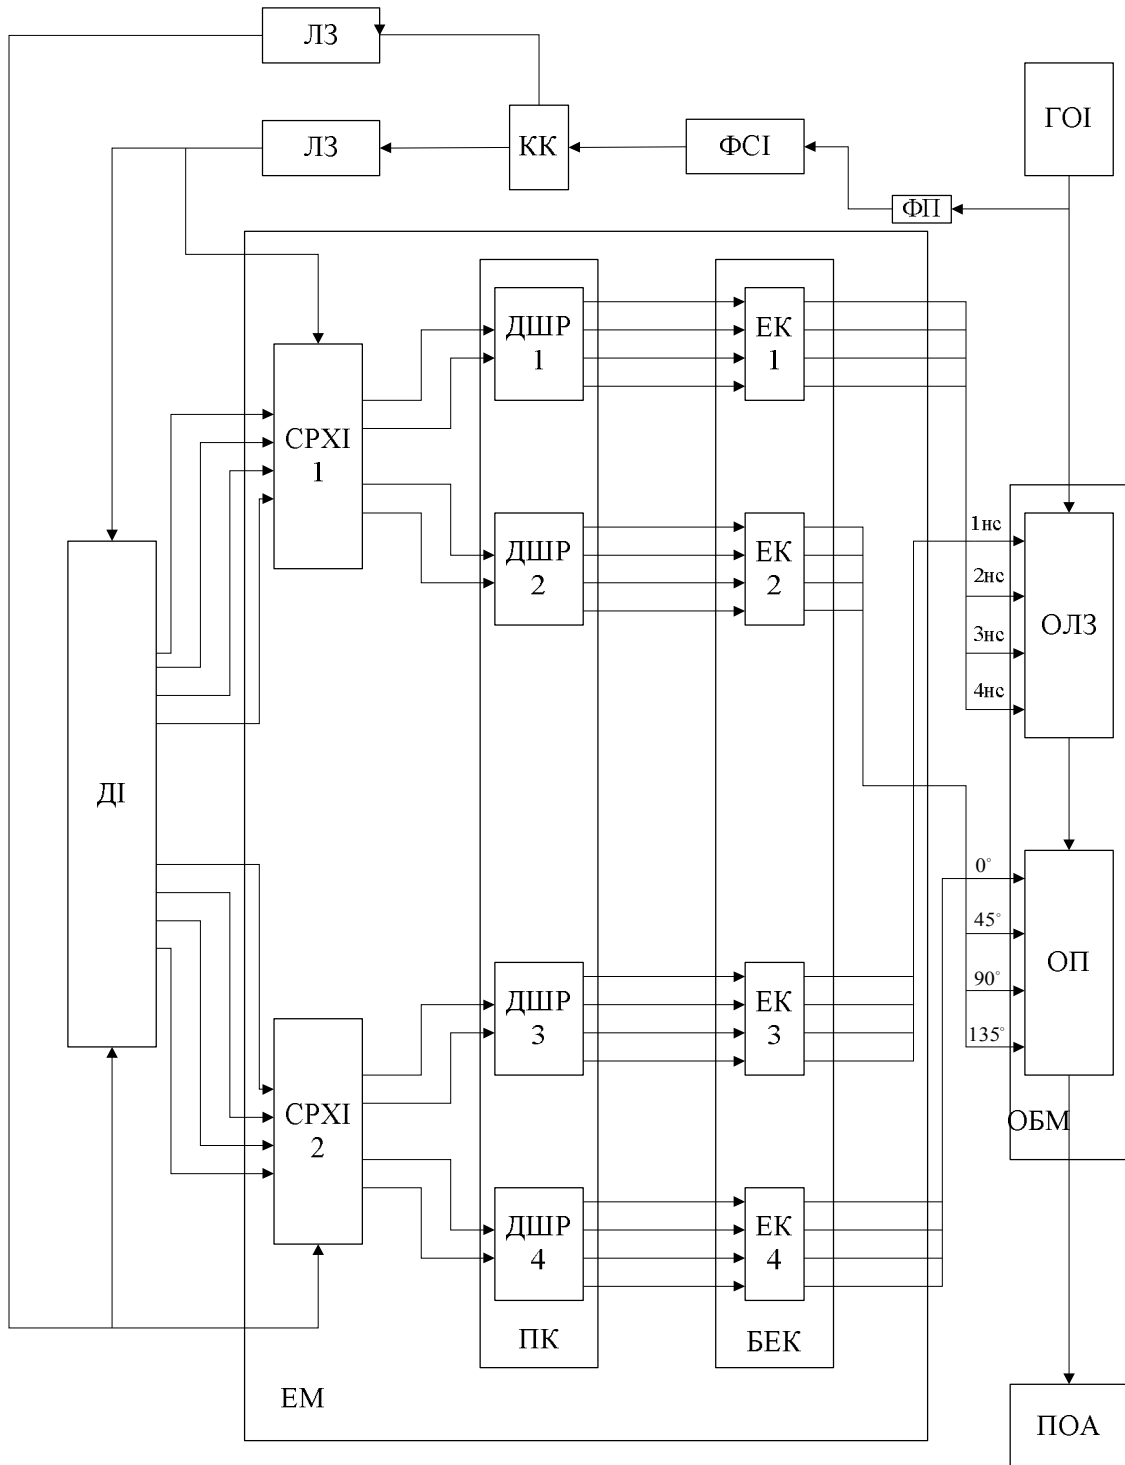 ЛЗ
ГОІ
ЛЗ
КК
ФСІ
ФП
ДШР
1
ЕК
1
СРХІ
1
1нс
ДШР
2
ЕК
2
2нс
ОЛЗ
3нс
4нс
ДІ
0°
45°
ОП
90°
ДШР
3
ЕК
3
135°
СРХІ
2
ОБМ
ДШР
4
ЕК
4
ПК
БЕК
ЕМ
ПОА